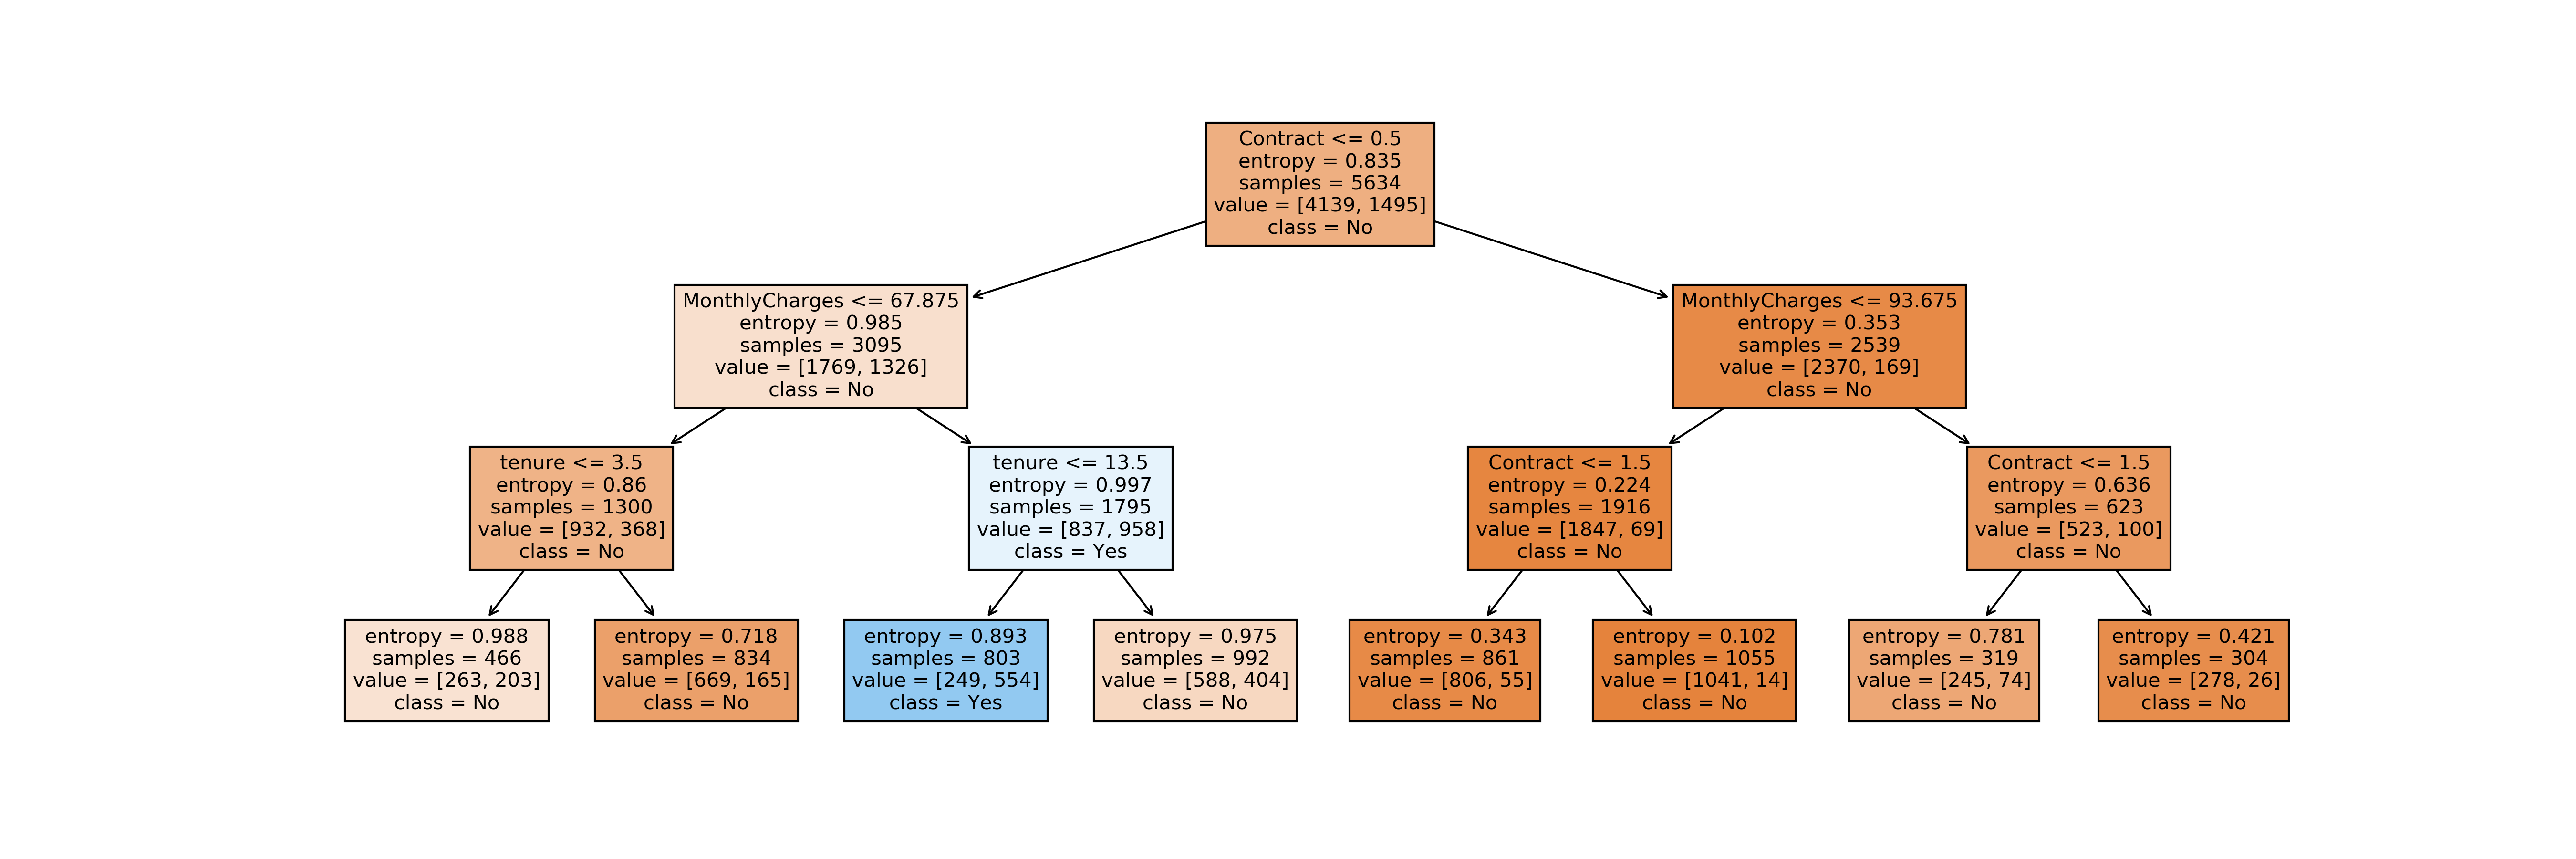 Contract <= 0.5
entropy = 0.835
samples = 5634
value = [4139, 1495]
class = No
MonthlyCharges <= 67.875
entropy = 0.985
samples = 3095
value = [1769, 1326]
class = No
MonthlyCharges <= 93.675
entropy = 0.353
samples = 2539
value = [2370, 169]
class = No
tenure <= 3.5
entropy = 0.86
samples = 1300
value = [932, 368]
class = No
tenure <= 13.5
entropy = 0.997
samples = 1795
value = [837, 958]
class = Yes
Contract <= 1.5
entropy = 0.224
samples = 1916
value = [1847, 69]
class = No
Contract <= 1.5
entropy = 0.636
samples = 623
value = [523, 100]
class = No
entropy = 0.988
samples = 466
value = [263, 203]
class = No
entropy = 0.718
samples = 834
value = [669, 165]
class = No
entropy = 0.893
samples = 803
value = [249, 554]
class = Yes
entropy = 0.975
samples = 992
value = [588, 404]
class = No
entropy = 0.343
samples = 861
value = [806, 55]
class = No
entropy = 0.102
samples = 1055
value = [1041, 14]
class = No
entropy = 0.781
samples = 319
value = [245, 74]
class = No
entropy = 0.421
samples = 304
value = [278, 26]
class = No